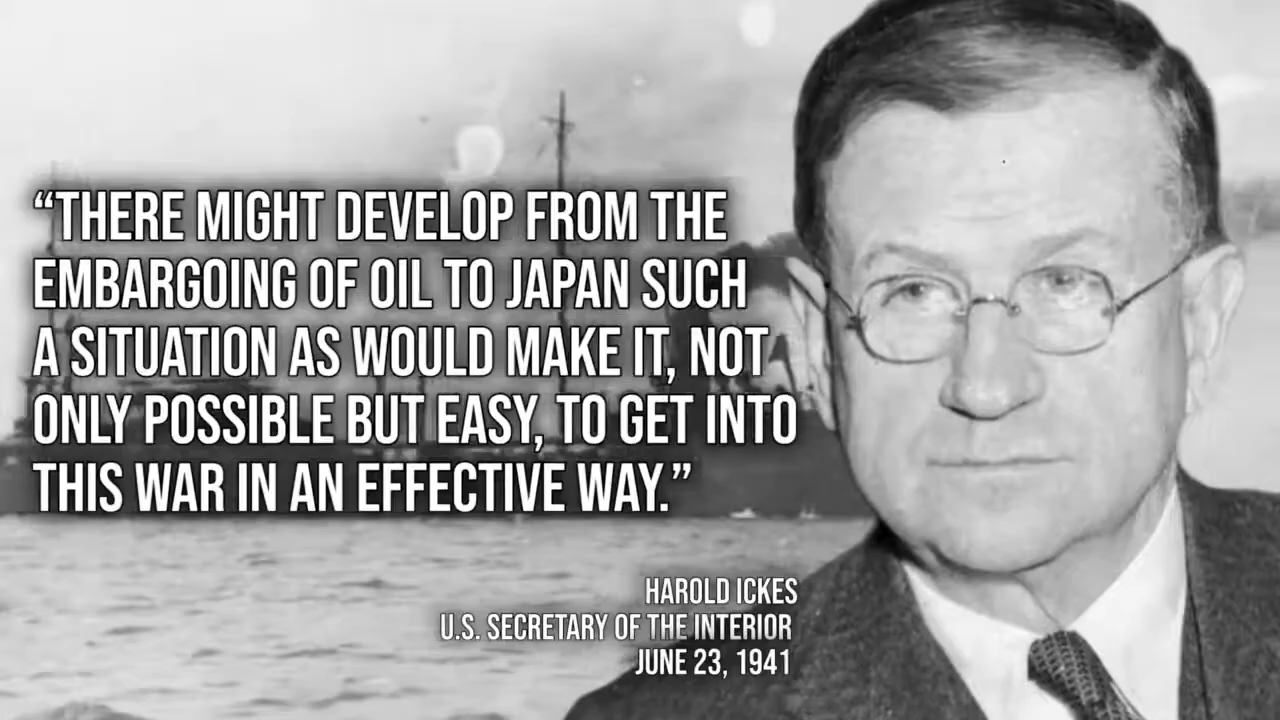 “THERE MIGHT DEVELOP FROM THE
EMBARGOING OF OIL TO JAPAN SUCH
A SITUATION AS WOULD MAKE IT, NOT
ONLY POSSIBLE BUT EASY, TO GET INTO
THIS WAR IN AN EFFECTIVE WAY.”
HAROLD ICKES
U.S. SECRETARY OF THE INTERIOR
JUNE 23, 1941